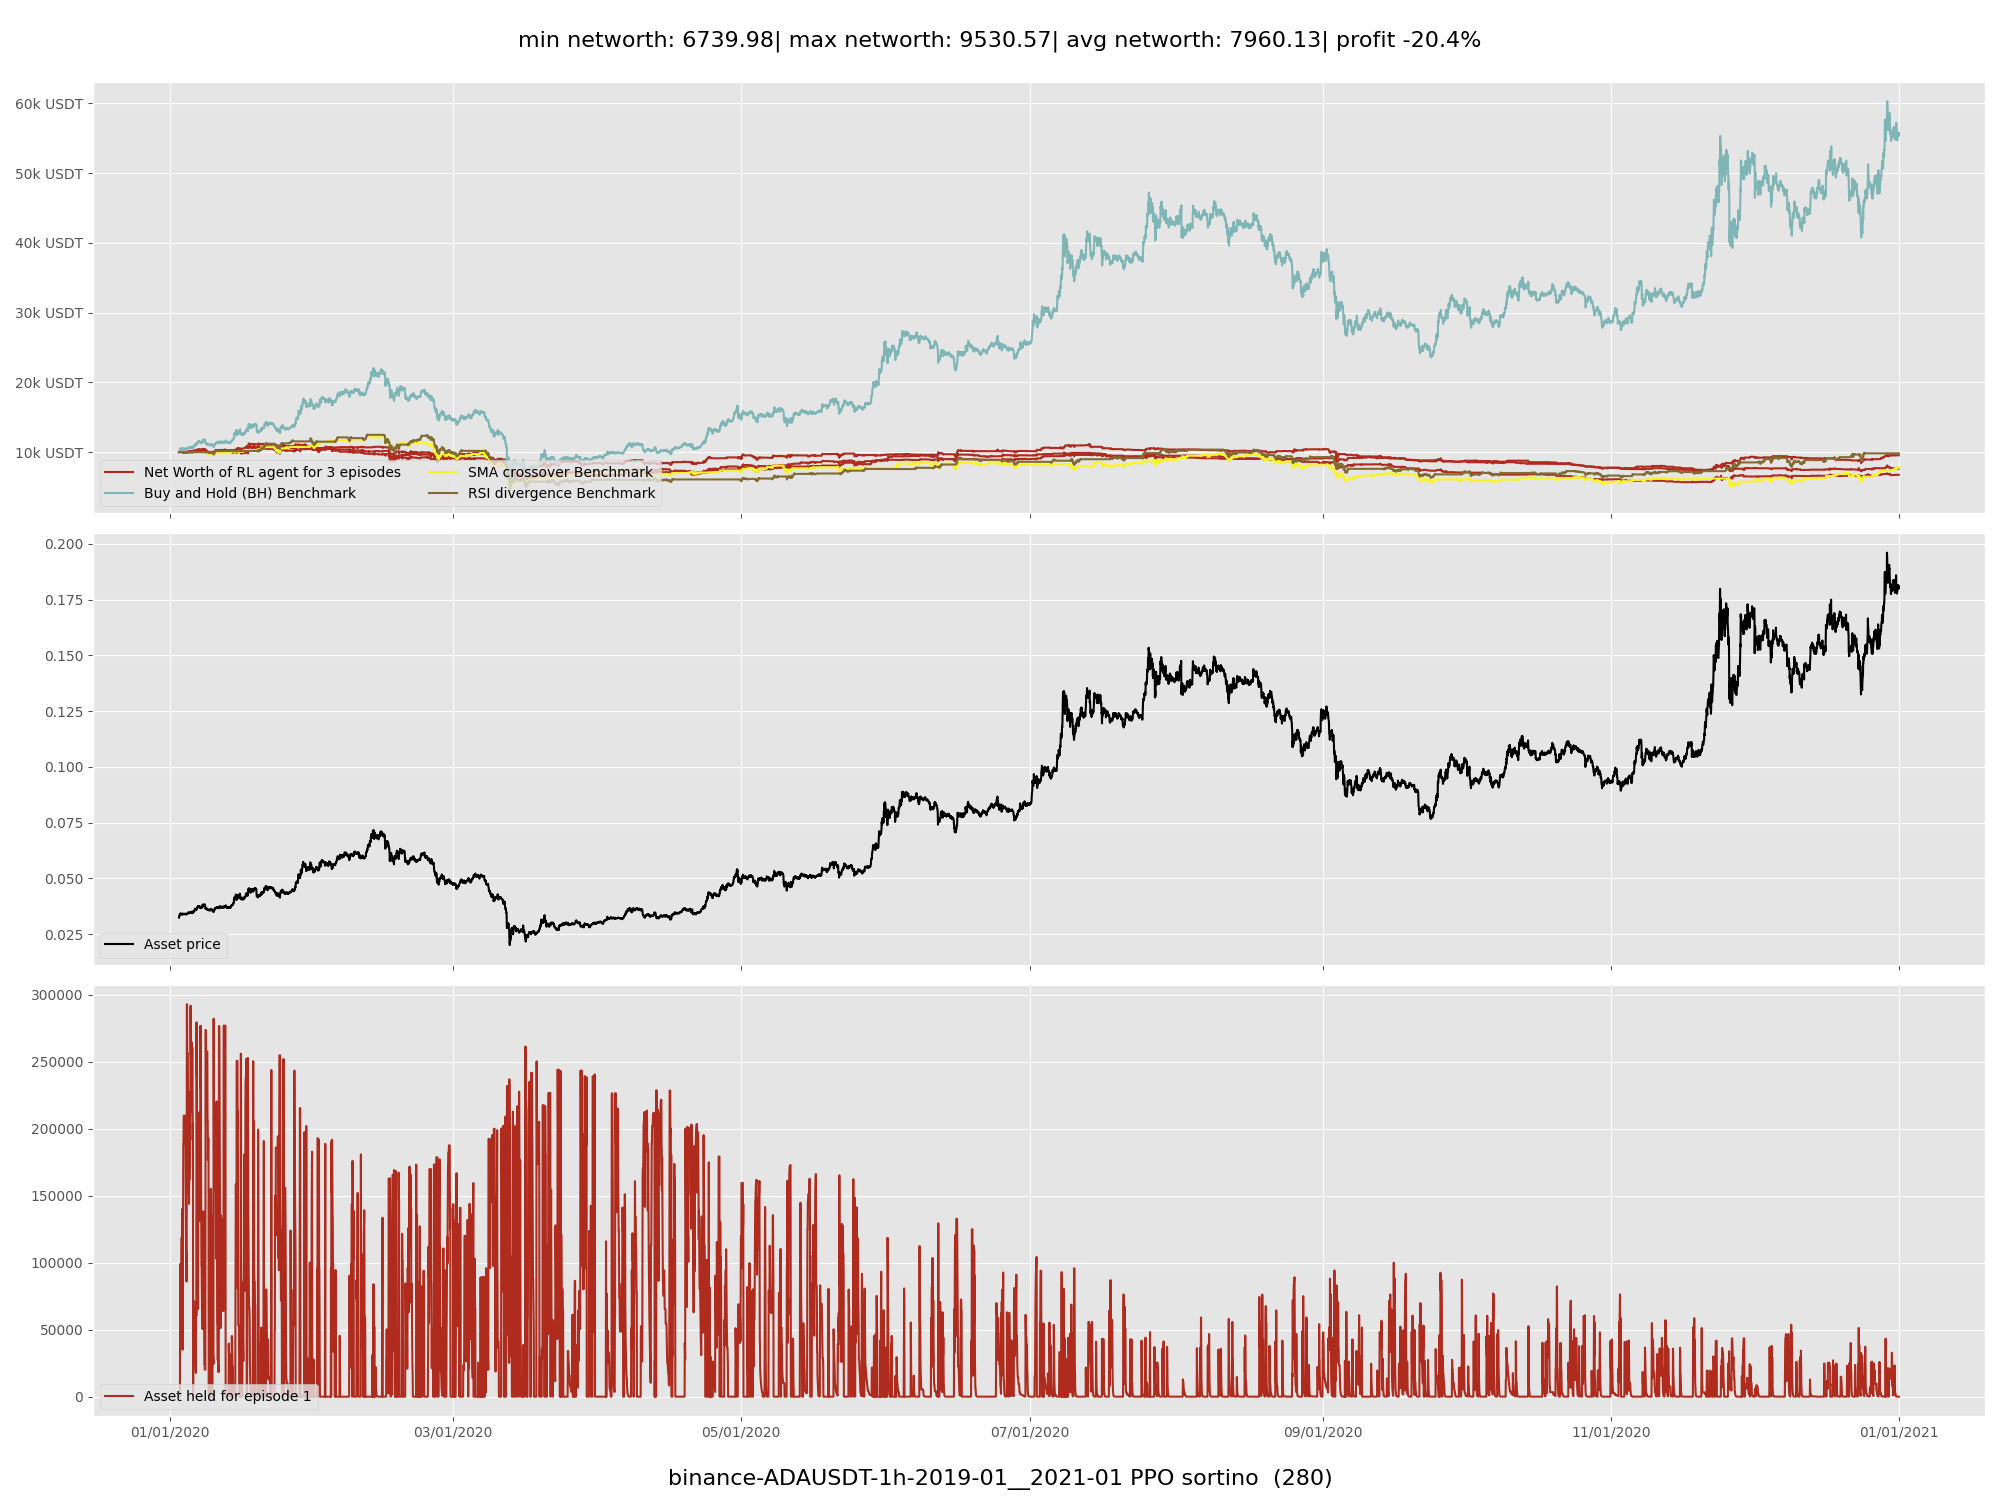 min networth: 6739.98| max networth: 9530.57| avg networth: 7960.13| profit -20.4%
60k USDT
50k USDT
40k USDT
30k USDT
20k USDT
10k USDT
Net Worth of RL agent for 3 episodes
Buy and Hold (BH) Benchmark
SMA crossover Benchmark
RSI divergence Benchmark
0.200
0.175
0.150
0.125
0.100
0.075
0.050
0.025
Asset price
300000
250000
200000
150000
100000
50000
0
Asset held for episode 1
01/01/2020 03/01/2020 05/01/2020 07/01/2020 09/01/2020 11/01/2020 01/01/2021
binance-ADAUSDT-1h-2019-01__2021-01 PPO sortino  (280)